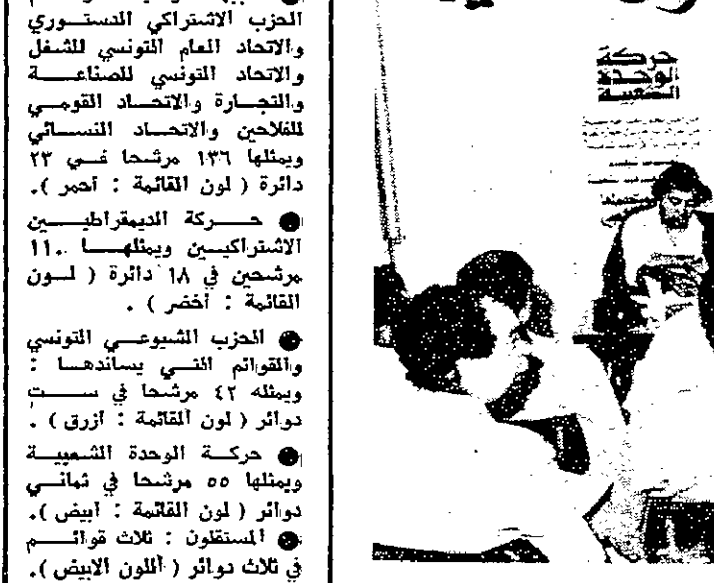 الحزب الاشتراكي الدستوري
والاتحاد العام التونسي للشغل
والاتحاد التونسي للصناعة
والتجارة والاتحاد القومي
للفلاحين والاتحاد النسائي
ويمثلها ١٣٦ مرشحا في ٢٣
دائرة ( لون القائمة : أحمر ).
● حركة الديمقراطيين
الاشتراكيين ويمثلها ١١٠
مرشحين في ١٨ دائرة ( لون
القائمة : أخضر ) .
● الحزب الشيوعي التونسي
والقوائم التي يساندها :
ويمثله ٤٢ مرشحا في ست
دوائر ( لون القائمة : أزرق ) .
● حركة الوحدة الشعبية
ويمثلها ٥٥ مرشحا في ثماني
دوائر ( لون القائمة : أبيض ).
● المستقلون : ثلاث قوائم
في ثلاث دوائر ( اللون الابيض ).
حركة
الوحدة
الشعبية